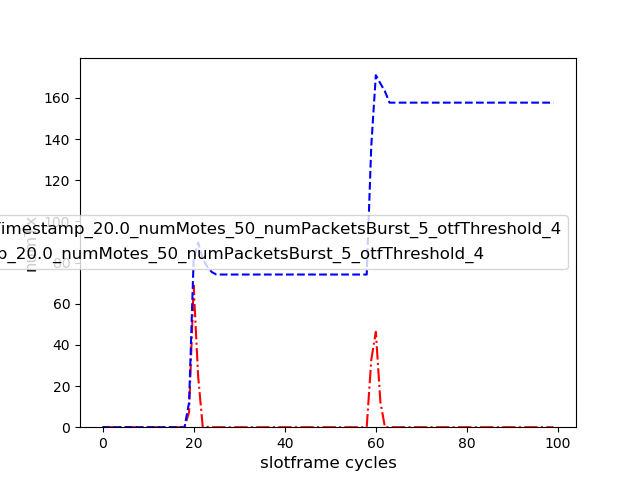 160
140
120
100
Timestamp_20.0_numMotes_50_numPacketsBurst_5_otfThreshold_4
p_20.0_numMotes_50_numPacketsBurst_5_otfThreshold_4
80
60
40
20
0
0 20 40 60 80 100
slotframe cycles